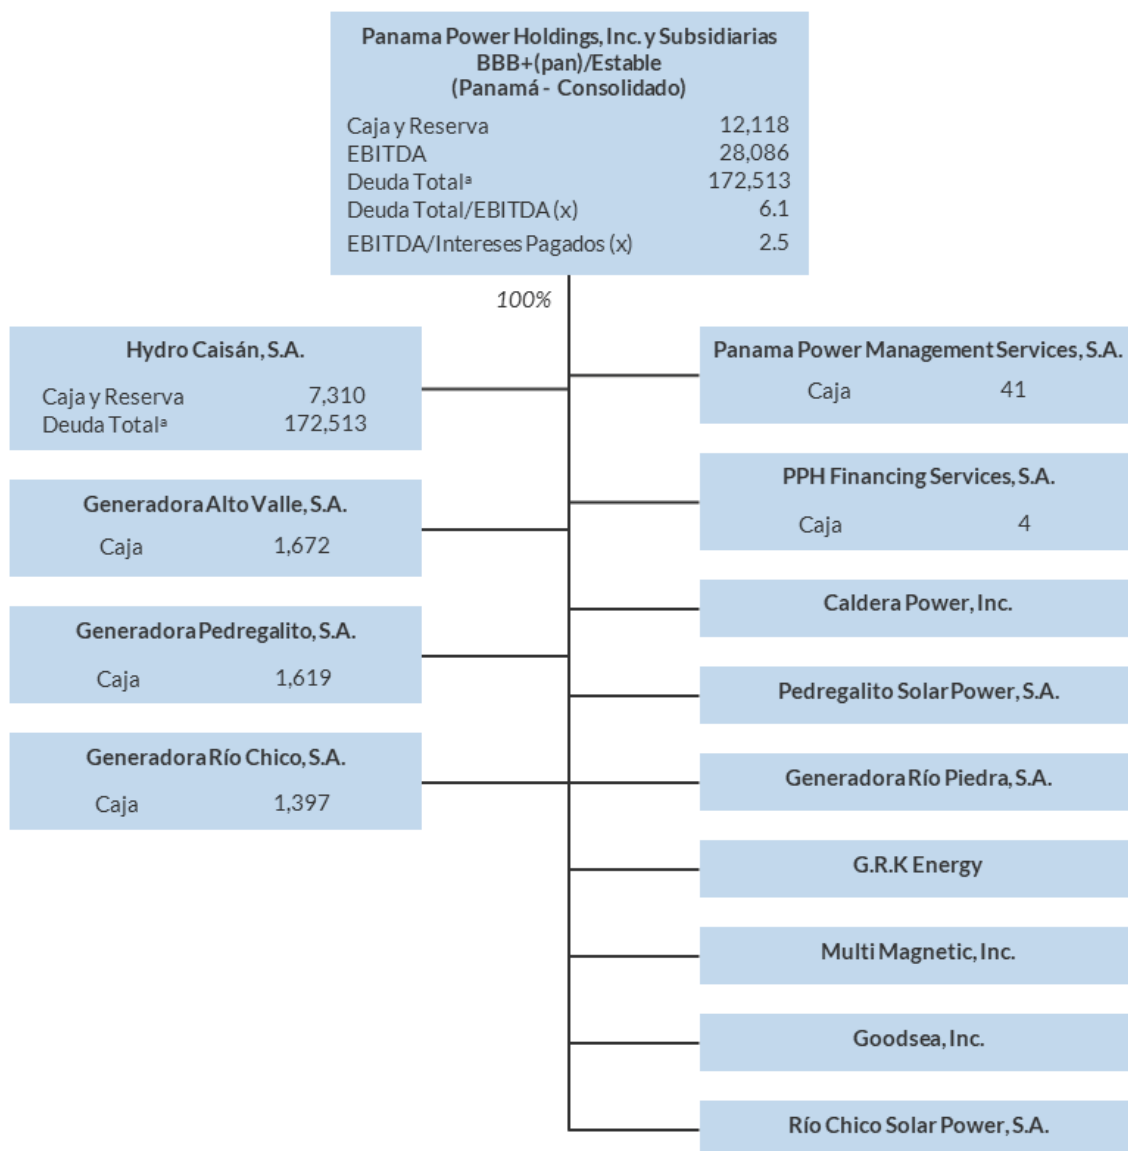 Panama Power Holdings, Inc. y Subsidiarias
BBB+(pan)/Estable
(Panamá - Consolidado)
Caja y Reserva 12,118
EBITDA 28,086
Deuda Totalª 172,513
Deuda Total/EBITDA (x) 6.1
EBITDA/Intereses Pagados (x) 2.5
100%
Hydro Caisán, S.A.
Caja y Reserva 7,310
Deuda Totalª 172,513
Generadora Alto Valle, S.A.
Caja 1,672
Generadora Pedregalito, S.A.
Caja 1,619
Generadora Río Chico, S.A.
Caja 1,397
Panama Power Management Services, S.A.
Caja 41
PPH Financing Services, S.A.
Caja 4
Caldera Power, Inc.
Pedregalito Solar Power, S.A.
Generadora Río Piedra, S.A.
G.R.K Energy
Multi Magnetic, Inc.
Goodsea, Inc.
Río Chico Solar Power, S.A.